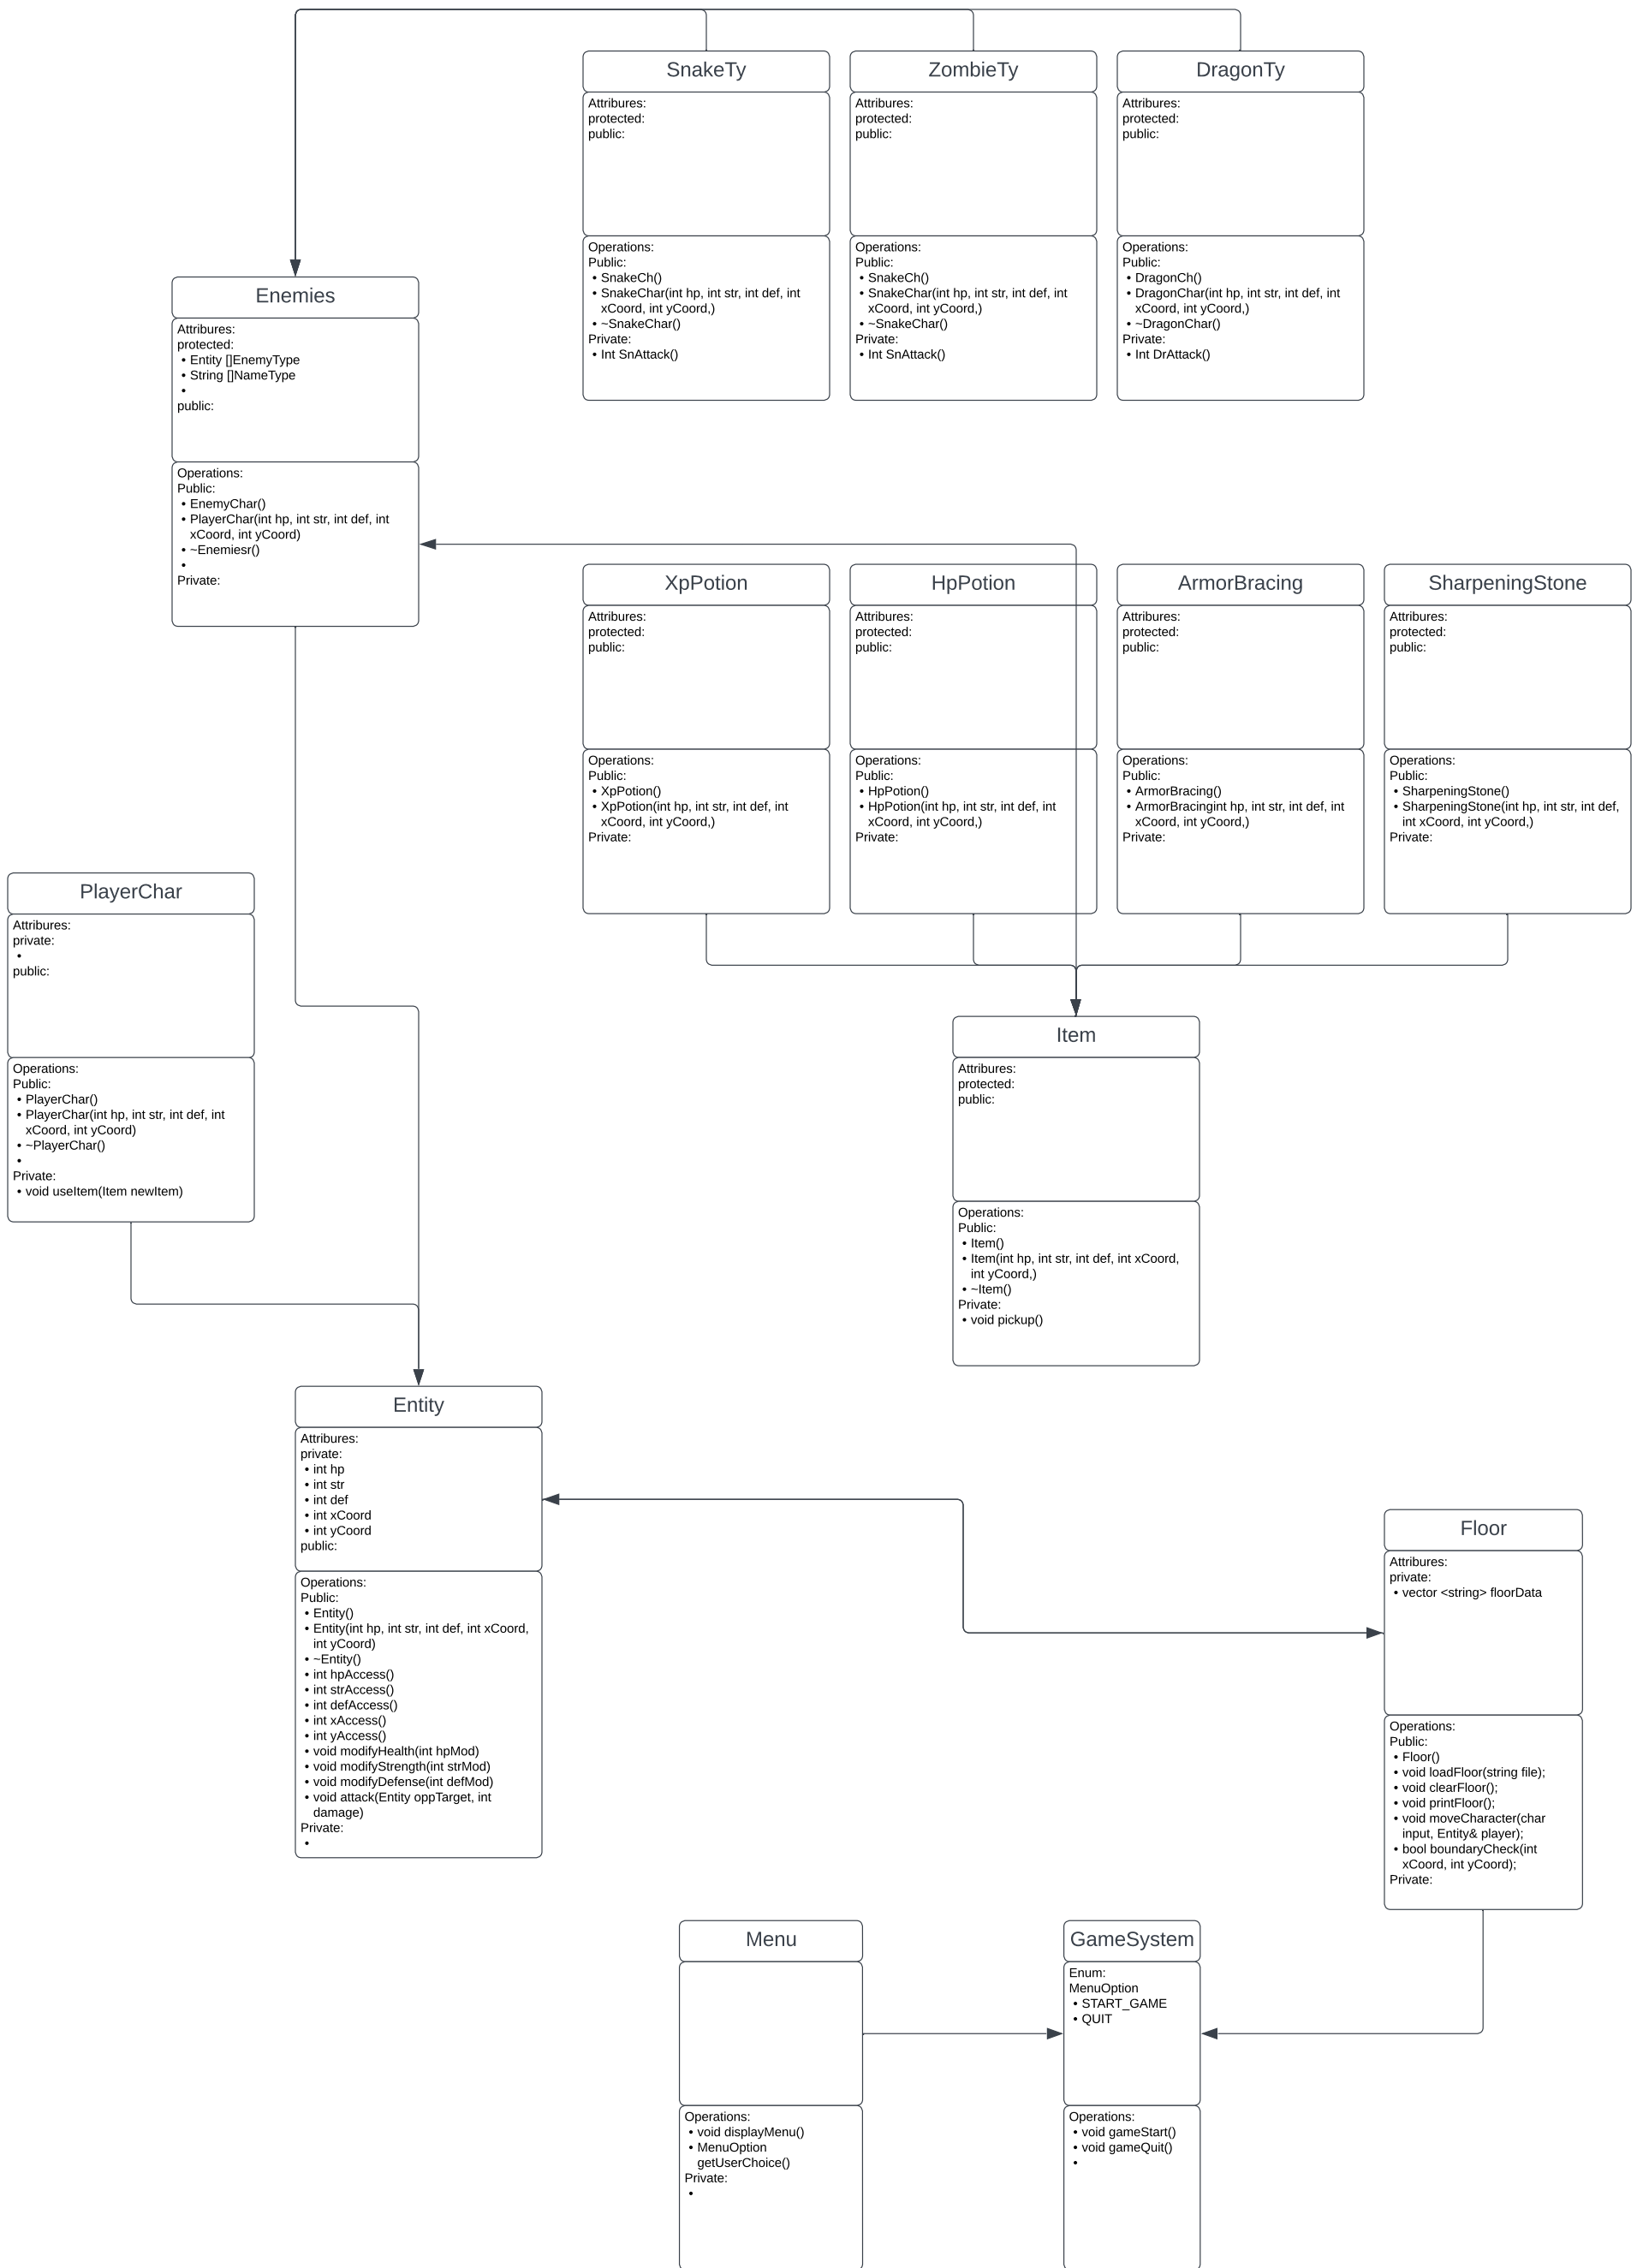 SnakeTy
Attribures:
protected:
public:
Operations:
Public:
• SnakeCh()
• SnakeChar(int hp, int str, int def, int
xCoord, int yCoord,)
• ~SnakeChar()
Private:
• Int SnAttack()
ZombieTy
Attribures:
protected:
public:
Operations:
Public:
• SnakeCh()
• SnakeChar(int hp, int str, int def, int
xCoord, int yCoord,)
• ~SnakeChar()
Private:
• Int SnAttack()
DragonTy
Attribures:
protected:
public:
Operations:
Public:
• DragonCh()
• DragonChar(int hp, int str, int def, int
xCoord, int yCoord,)
• ~DragonChar()
Private:
• Int DrAttack()
Enemies
Attribures:
protected:
• Entity []EnemyType
• String []NameType
•
public:
Operations:
Public:
• EnemyChar()
• PlayerChar(int hp, int str, int def, int
xCoord, int yCoord)
• ~Enemiesr()
•
Private:
XpPotion
Attribures:
protected:
public:
Operations:
Public:
• XpPotion()
• XpPotion(int hp, int str, int def, int
xCoord, int yCoord,)
Private:
HpPotion
Attribures:
protected:
public:
Operations:
Public:
• HpPotion()
• HpPotion(int hp, int str, int def, int
xCoord, int yCoord,)
Private:
ArmorBracing
Attribures:
protected:
public:
Operations:
Public:
• ArmorBracing()
• ArmorBracingint hp, int str, int def, int
xCoord, int yCoord,)
Private:
SharpeningStone
Attribures:
protected:
public:
Operations:
Public:
• SharpeningStone()
• SharpeningStone(int hp, int str, int def,
int xCoord, int yCoord,)
Private:
PlayerChar
Attribures:
private:
•
public:
Operations:
Public:
• PlayerChar()
• PlayerChar(int hp, int str, int def, int
xCoord, int yCoord)
• ~PlayerChar()
•
Private:
• void useItem(Item newItem)
Item
Attribures:
protected:
public:
Operations:
Public:
• Item()
• Item(int hp, int str, int def, int xCoord,
int yCoord,)
• ~Item()
Private:
• void pickup()
Entity
Attribures:
private:
• int hp
• int str
• int def
• int xCoord
• int yCoord
public:
Operations:
Public:
• Entity()
• Entity(int hp, int str, int def, int xCoord,
int yCoord)
• ~Entity()
• int hpAccess()
• int strAccess()
• int defAccess()
• int xAccess()
• int yAccess()
• void modifyHealth(int hpMod)
• void modifyStrength(int strMod)
• void modifyDefense(int defMod)
• void attack(Entity oppTarget, int
damage)
Private:
•
Floor
Attribures:
private:
• vector <string> floorData
Operations:
Public:
• Floor()
• void loadFloor(string file);
• void clearFloor();
• void printFloor();
• void moveCharacter(char
input, Entity& player);
• bool boundaryCheck(int
xCoord, int yCoord);
Private:
Menu
Operations:
• void displayMenu()
• MenuOption
getUserChoice()
Private:
•
GameSystem
Enum:
MenuOption
• START_GAME
• QUIT
Operations:
• void gameStart()
• void gameQuit()
•